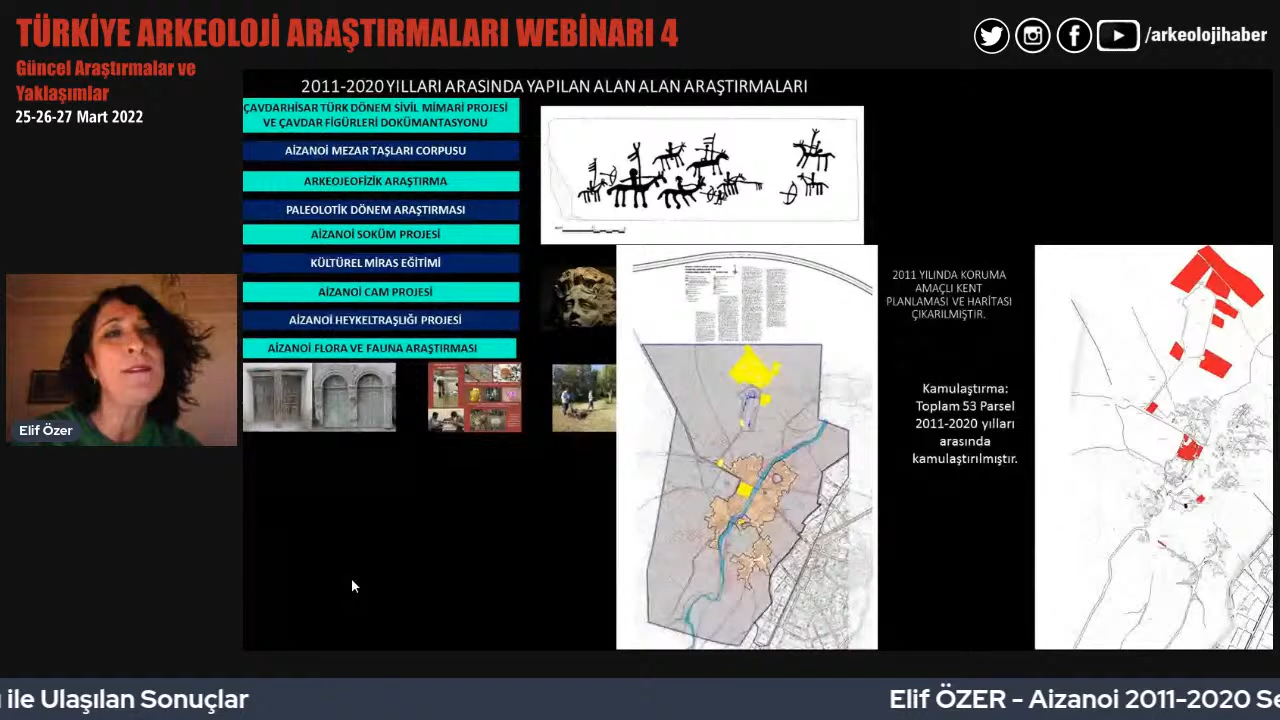 TÜRKİYE ARKEOLOJİ ARAŞTIRMALARI WEBİNARI 4
Güncel Araştırmalar ve
Yaklaşımlar
25-26-27 Mart 2022
/arkeolojihaber
2011-2020 YILLARI ARASINDA YAPILAN ALAN ALAN ARAŞTIRMALARI
ÇAVDARHİSAR TÜRK DÖNEM SİVİL MİMARİ PROJESİ
VE ÇAVDAR FİGÜRLERİ DOKÜMANTASYONU
AİZANOİ MEZAR TAŞLARI CORPUSU
ARKEOJEOFİZİK ARAŞTIRMA
PALEOLOTİK DÖNEM ARAŞTIRMASI
AİZANOİ SOKÜM PROJESİ
KÜLTÜREL MİRAS EĞİTİMİ
AİZANOİ CAM PROJESİ
AİZANOİ HEYKELTRAŞLIĞI PROJESİ
AİZANOİ FLORA VE FAUNA ARAŞTIRMASI
2011 YILINDA KORUMA
AMAÇLI KENT
PLANLAMASI VE HARİTASI
ÇIKARILMIŞTIR.
Kamulaştırma:
Toplam 53 Parsel
2011-2020 yılları
arasında
kamulaştırılmıştır.
Elif Özer
ile Ulaşılan Sonuçlar
Elif ÖZER - Aizanoi 2011-2020 Se